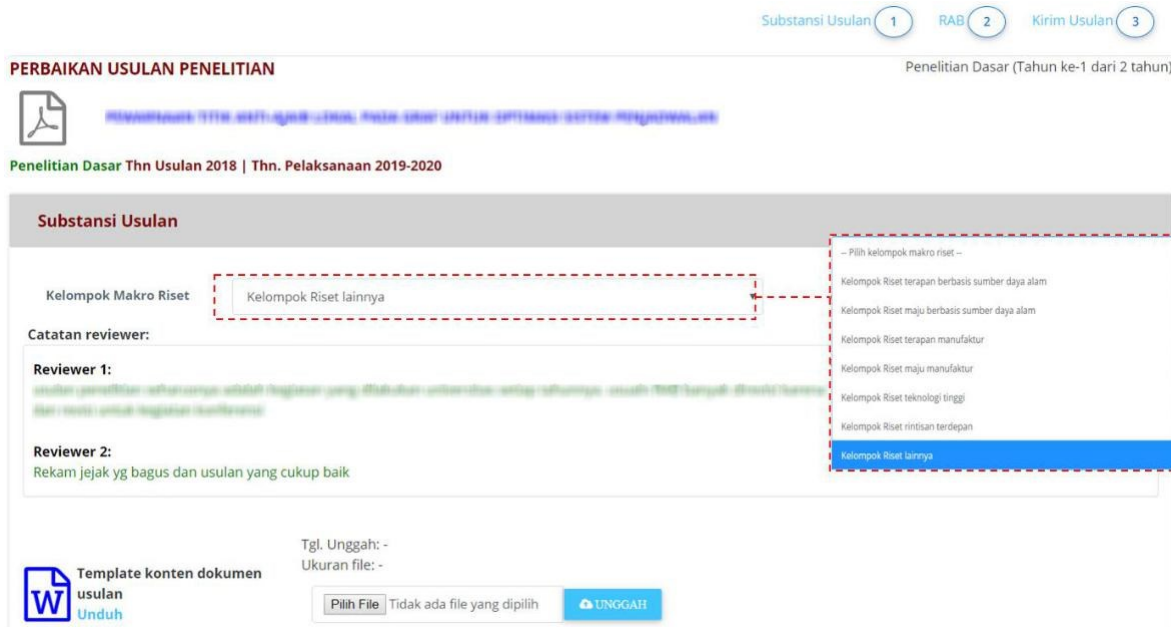 Substansi Usulan 1 RAB 2 Kirim Usulan 3
PERBAIKAN USULAN PENELITIAN
Penelitian Dasar (Tahun ke-1 dari 2 tahun)
Penelitian Dasar Thn Usulan 2018 | Thn. Pelaksanaan 2019-2020
Substansi Usulan
Kelompok Makro Riset
Kelompok Riset lainnya
-- Pilih kelompok makro riset --
Kelompok Riset terapan berbasis sumber daya alam
Kelompok Riset maju berbasis sumber daya alam
Kelompok Riset terapan manufaktur
Kelompok Riset maju manufaktur
Kelompok Riset teknologi tinggi
Kelompok Riset rintisan terdepan
Kelompok Riset lainnya
Catatan reviewer:
Reviewer 1:
Reviewer 2:
Rekam jejak yg bagus dan usulan yang cukup baik
W
Template konten dokumen
usulan
Unduh
Tgl. Unggah: -
Ukuran file: -
Pilih File Tidak ada file yang dipilih
UNGGAH